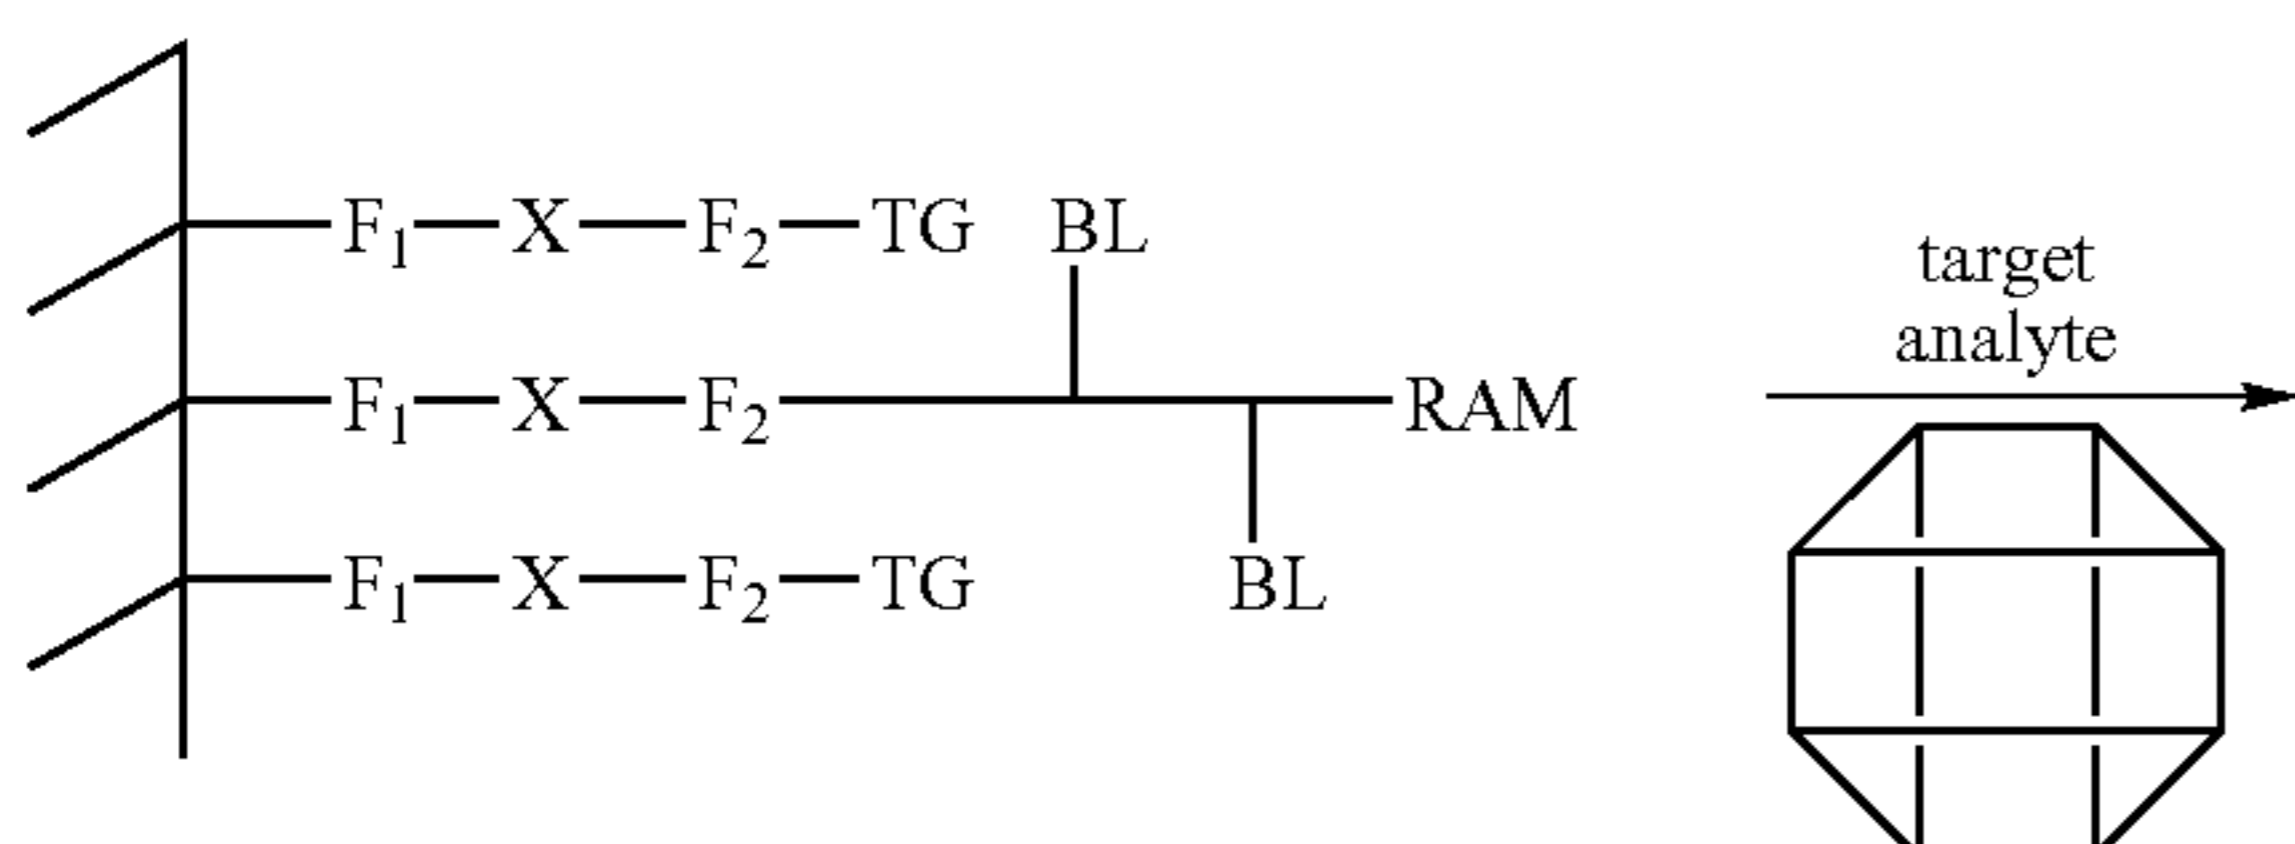 F₁—X—F₂—TG BL
F₁—X—F₂ RAM
F₁—X—F₂—TG BL
target
analyte